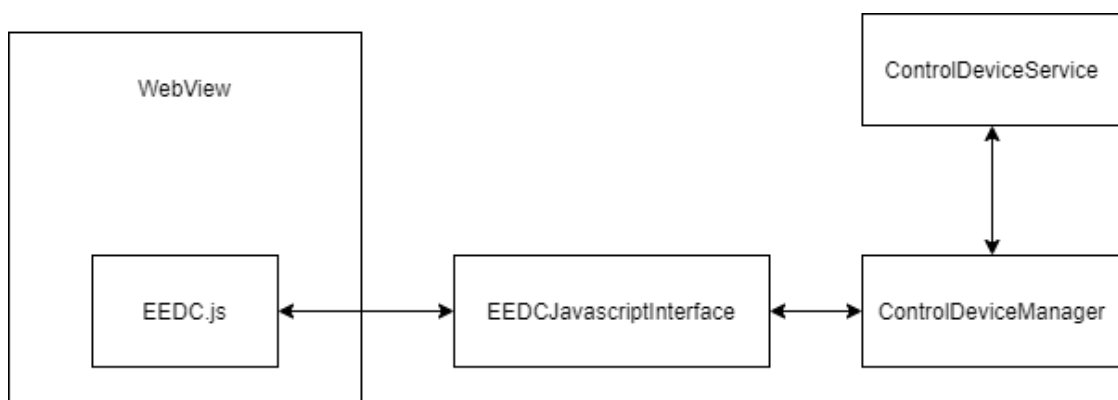 WebView
ControlDeviceService
EEDC.js
EEDCJavascriptInterface
ControlDeviceManager